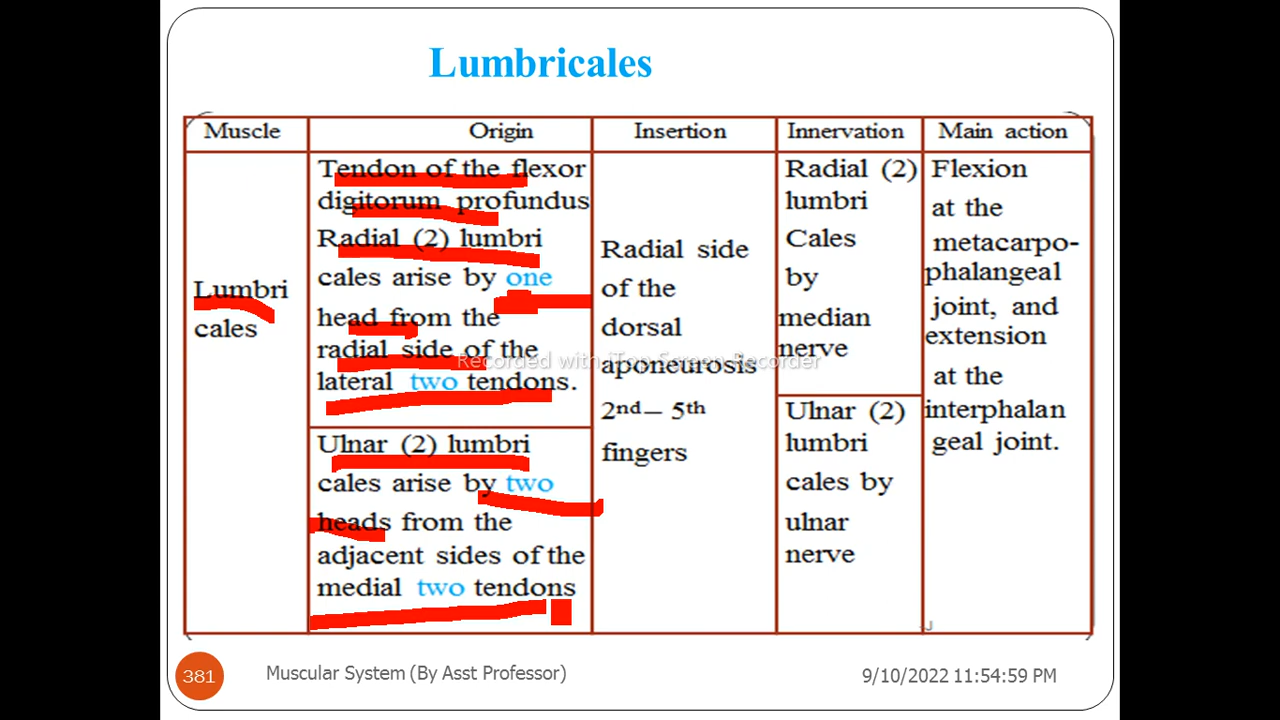 Lumbricales
Muscle
Origin
Insertion
Innervation
Main action
Lumbri
cales
Tendon of the flexor
digitorum profundus
Radial (2) lumbri
cales arise by one
head from the
radial side of the
lateral two tendons.
Ulnar (2) lumbri
cales arise by two
heads from the
adjacent sides of the
medial two tendons
Radial side
of the
dorsal
aponeurosis
2nd – 5th
fingers
Radial (2)
lumbri
Cales
by
median
nerve
Ulnar (2)
lumbri
cales by
ulnar
nerve
Flexion
at the
metacarpo-
phalangeal
joint, and
extension
at the
interphalan
geal joint.
Recorded with iTop Screen Recorder
381
Muscular System (By Asst Professor)
9/10/2022 11:54:59 PM